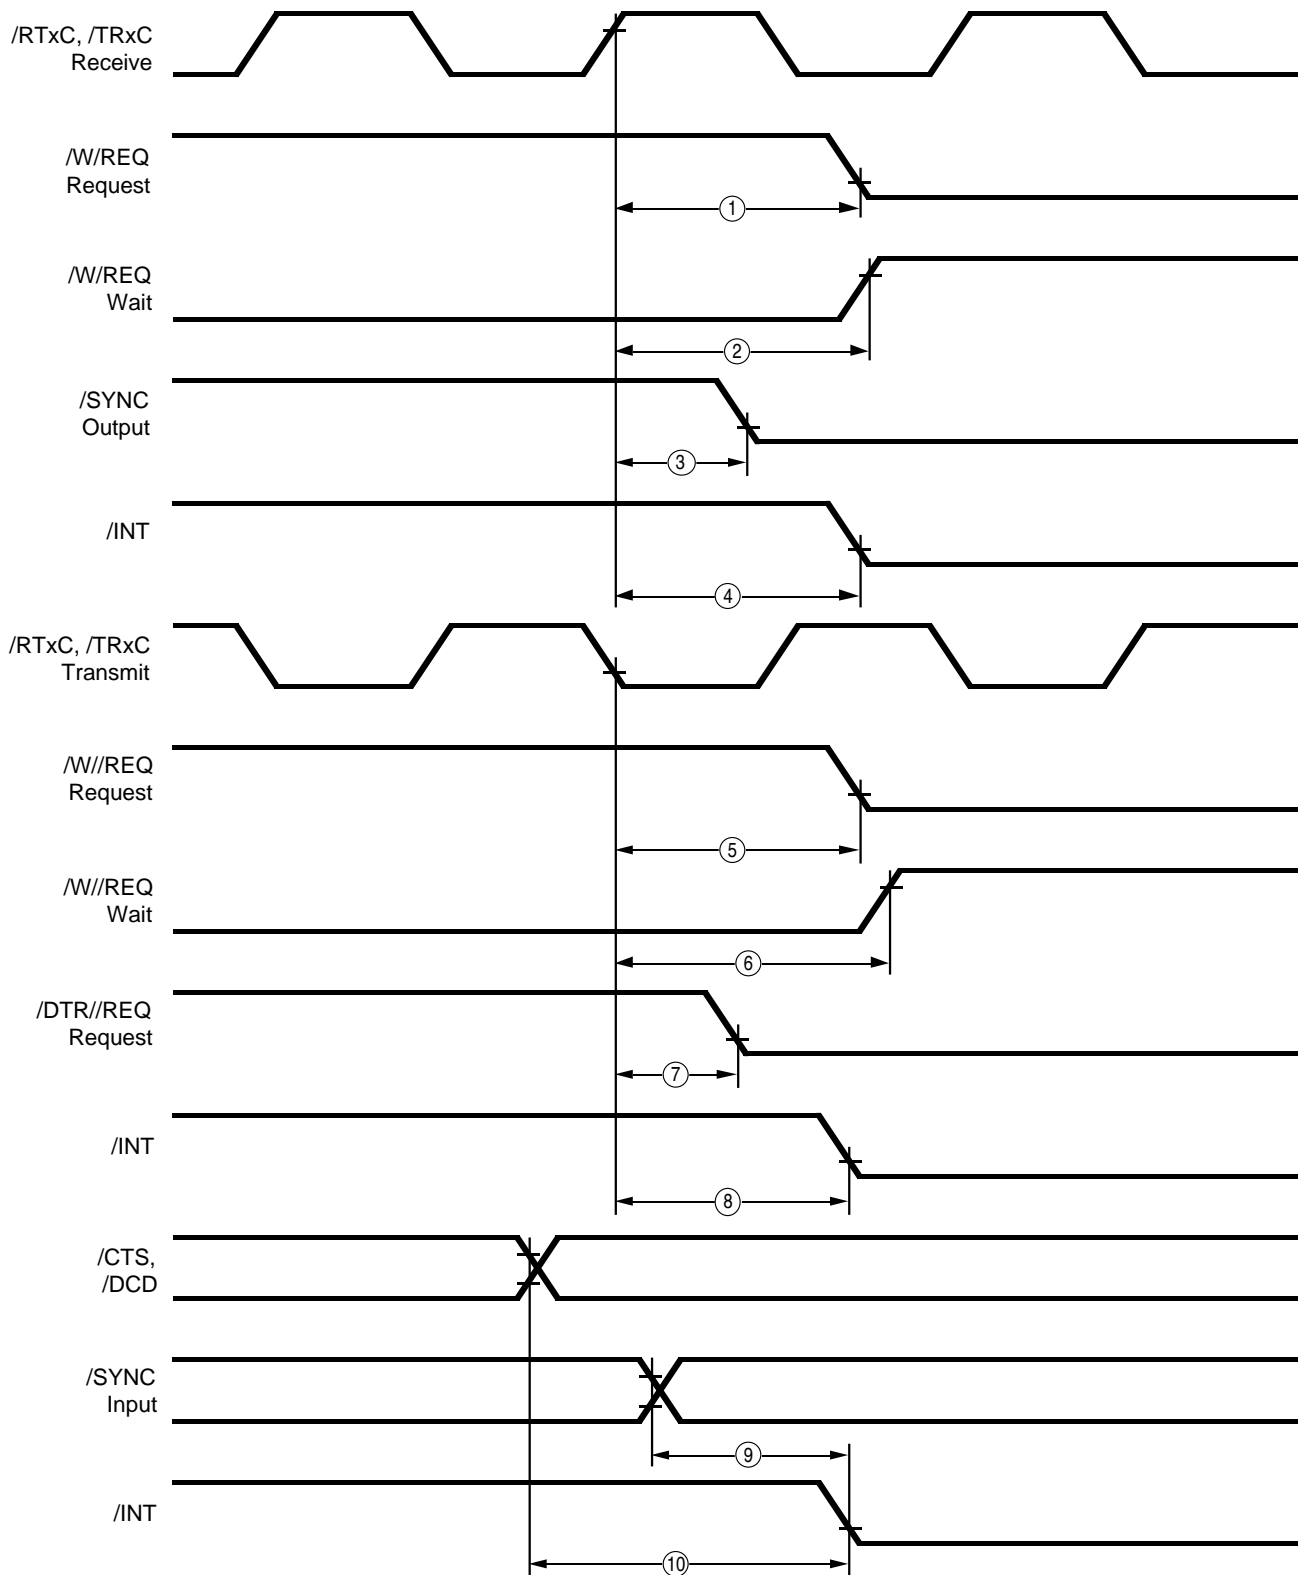 /RTxC, /TRxC
Receive
/W/REQ
Request
1
/W/REQ
Wait
2
/SYNC
Output
3
/INT
4
/RTxC, /TRxC
Transmit
/W//REQ
Request
5
/W//REQ
Wait
6
/DTR//REQ
Request
7
/INT
8
/CTS,
/DCD
/SYNC
Input
9
/INT
10